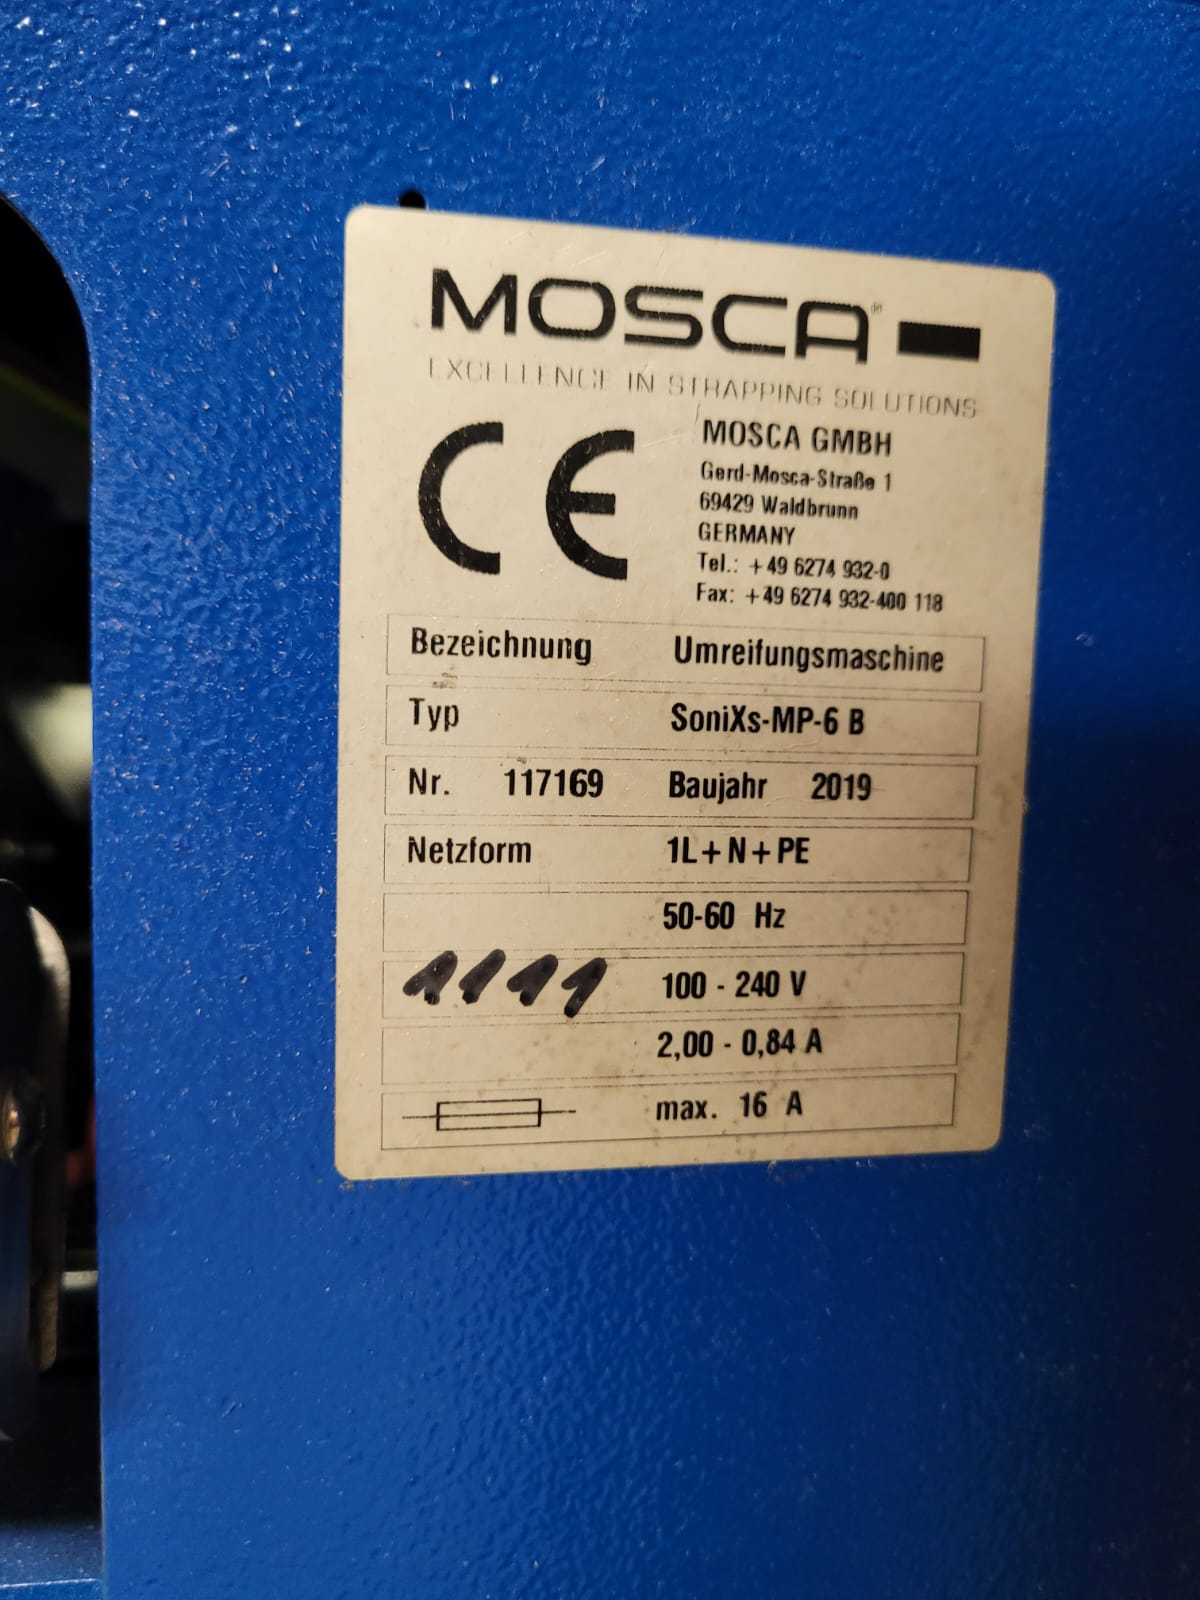 MOSCA®
EXCELLENCE IN STRAPPING SOLUTIONS
CE
MOSCA GMBH
Gerd-Mosca-Straße 1
69429 Waldbrunn
GERMANY
Tel.: +49 6274 932-0
Fax: +49 6274 932-400 118
Bezeichnung Umreifungsmaschine
Typ SoniXs-MP-6 B
Nr. 117169 Baujahr 2019
Netzform 1L+N+PE
50-60 Hz
1111 100 - 240 V
2,00 - 0,84 A
max. 16 A